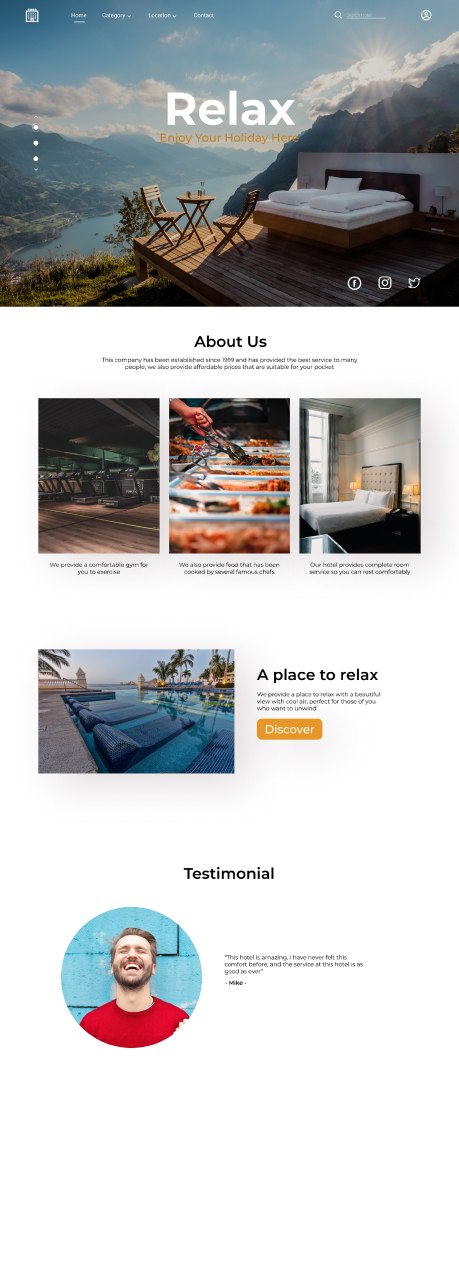 Home Category Location Contact
Relax
Enjoy Your Holiday Here
About Us
This company has been established since 1999 and has provided the best service to many
people, we also provide affordable prices that are suitable for your pocket
We provide a comfortable gym for
you to exercise
We also provide food that has been
cooked by several famous chefs
Our hotel provides complete room
service so you can rest comfortably
A place to relax
We provide a place to relax with a beautiful
view with cool air, perfect for those of you
who want to unwind
Discover
Testimonial
"This hotel is amazing, I have never felt this
comfort before, and the service at this hotel is as
good as ever"
- Mike -